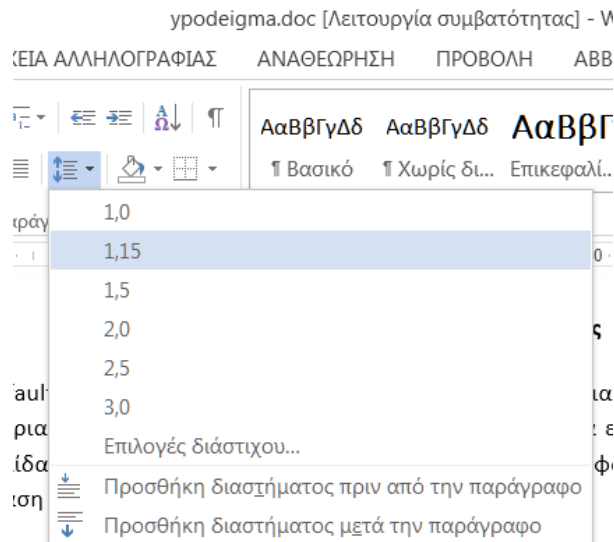 ypodeigma.doc [Λειτουργία συμβατότητας] - W
ΧΕΙΑ ΑΛΛΗΛΟΓΡΑΦΙΑΣ ΑΝΑΘΕΩΡΗΣΗ ΠΡΟΒΟΛΗ ABB
ΑαΒβΓγΔδ ΑαΒβΓγΔδ ΑαΒβΓ
¶ Βασικό ¶ Χωρίς δι... Επικεφαλί...
1,0
1,15
1,5
2,0
2,5
3,0
Επιλογές διάστιχου...
Προσθήκη διαστήματος πριν από την παράγραφο
Προσθήκη διαστήματος μετά την παράγραφο